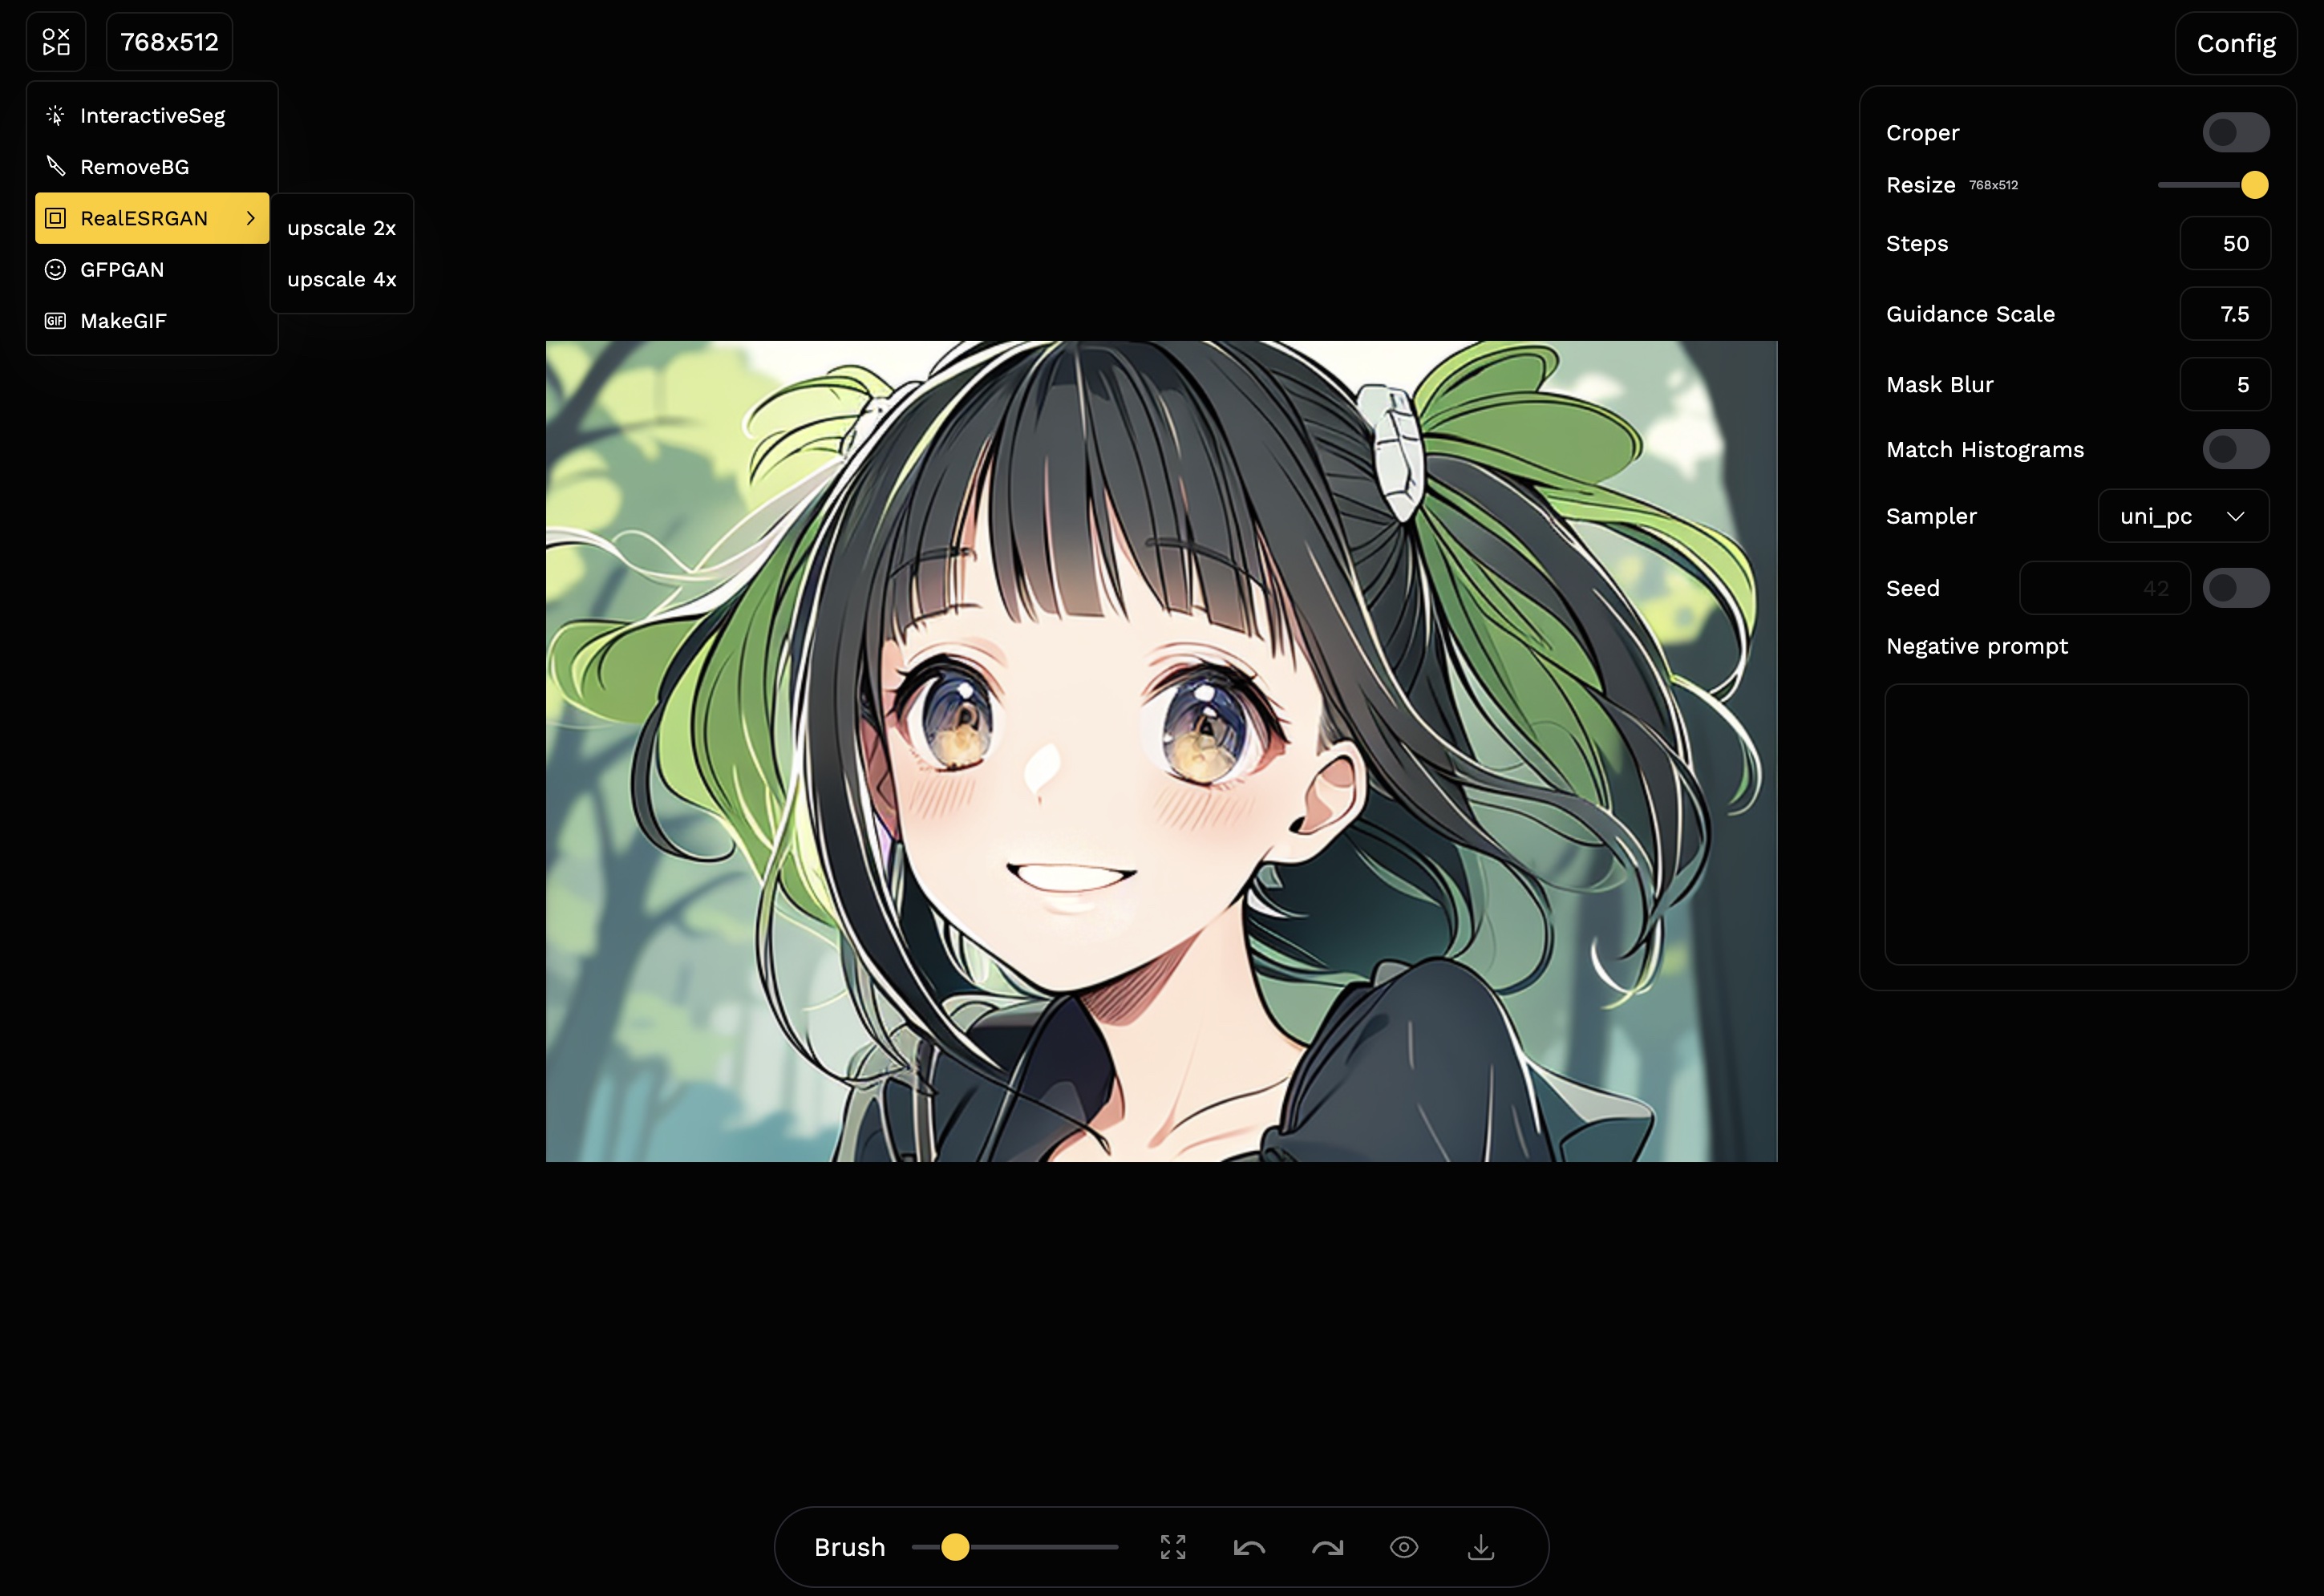 768x512
Config
InteractiveSeg
RemoveBG
RealESRGAN
upscale 2x
upscale 4x
GFPGAN
GIF MakeGIF
Croper
Resize 768x512
Steps 50
Guidance Scale 7.5
Mask Blur 5
Match Histograms
Sampler uni_pc
Seed 42
Negative prompt
Brush